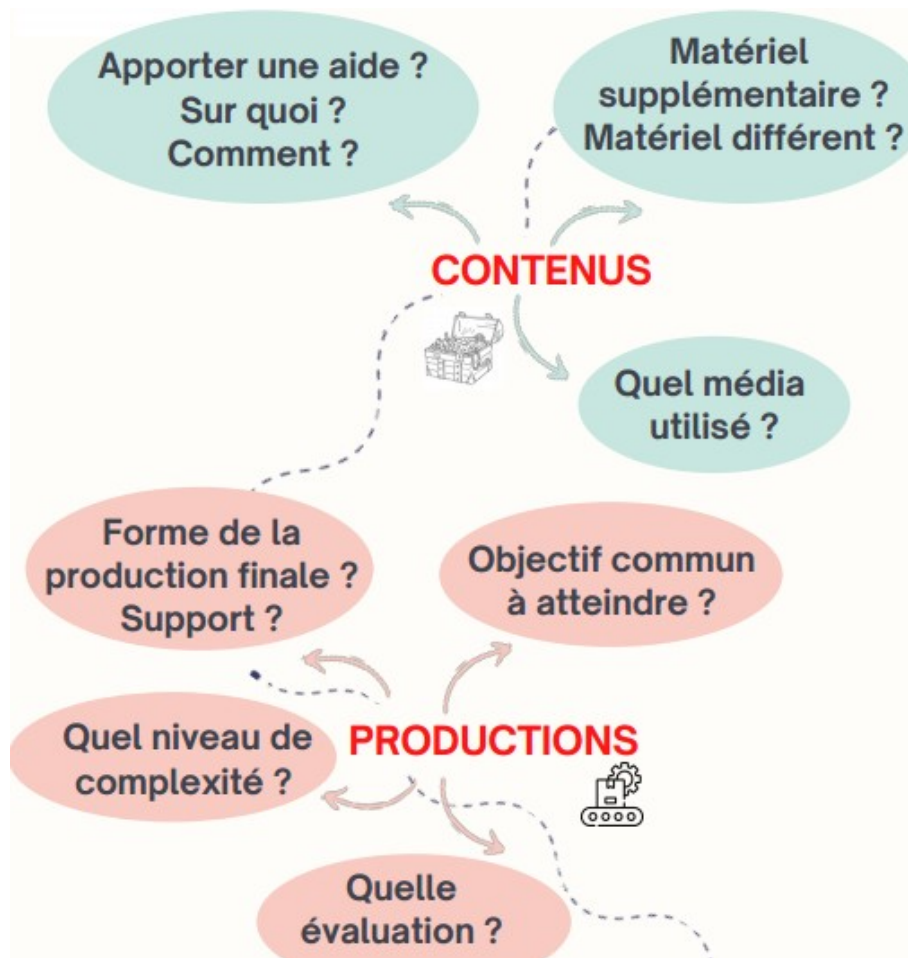 Apporter une aide ?
Sur quoi ?
Comment ?
Matériel
supplémentaire ?
Matériel différent ?
CONTENUS
Quel média
utilisé ?
Forme de la
production finale ?
Support ?
Objectif commun
à atteindre ?
Quel niveau de
complexité ?
PRODUCTIONS
Quelle
évaluation ?